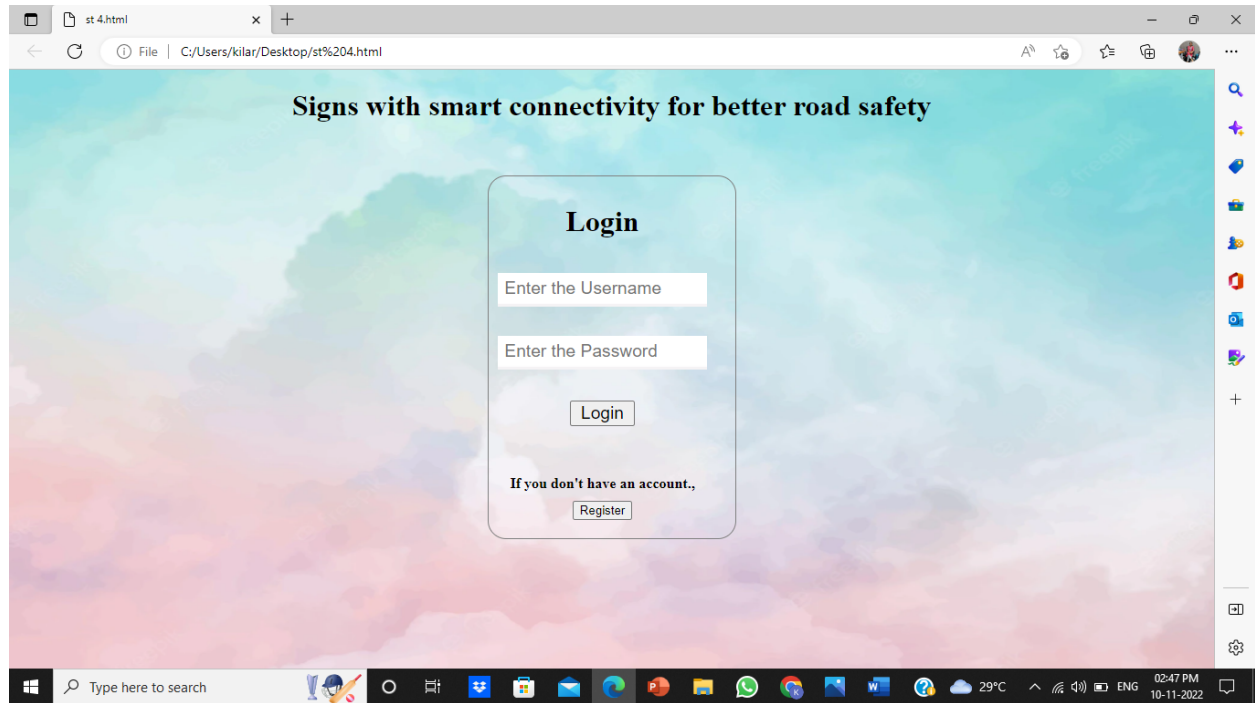 st 4.html
File | C:/Users/kilar/Desktop/st%204.html
Signs with smart connectivity for better road safety
Login
Enter the Username
Enter the Password
Login
If you don't have an account.,
Register
Type here to search
29°C
ENG
02:47 PM
10-11-2022